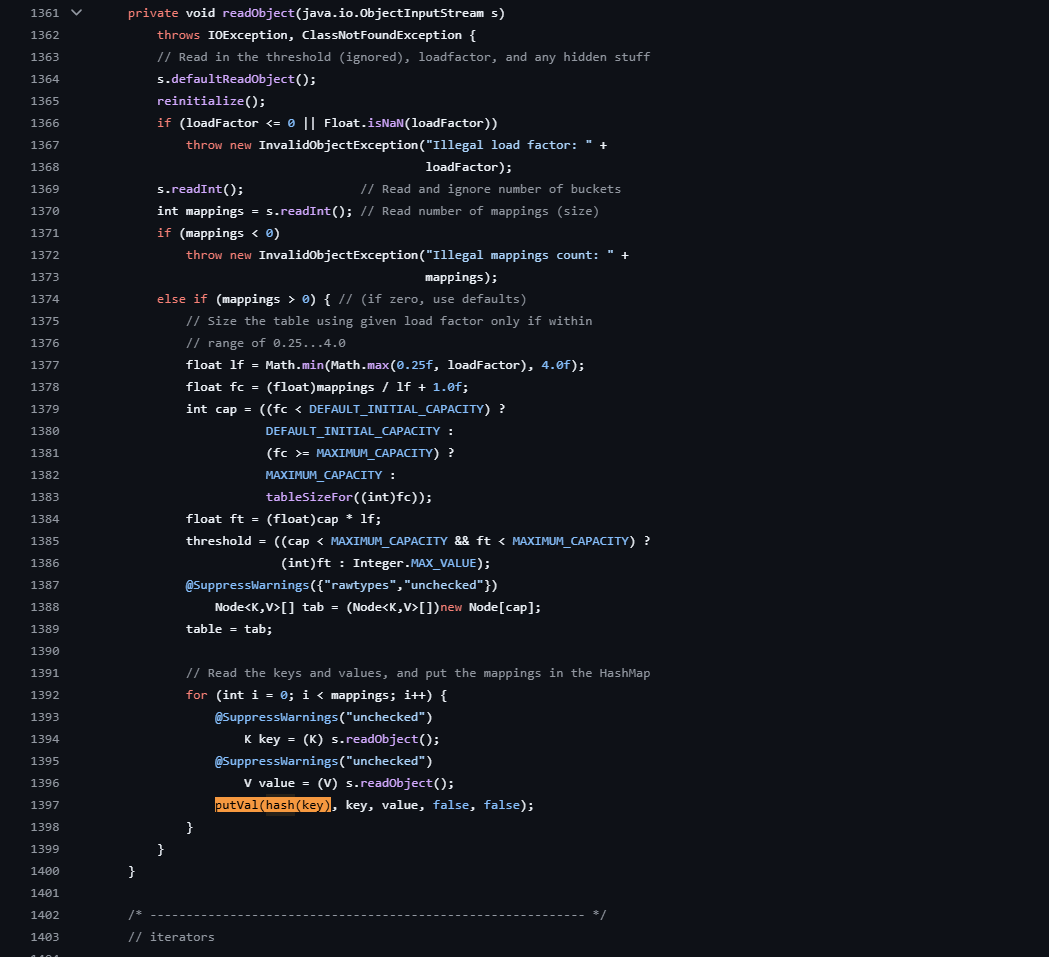 1361 private void readObject(java.io.ObjectInputStream s)
1362 throws IOException, ClassNotFoundException {
1363 // Read in the threshold (ignored), loadfactor, and any hidden stuff
1364 s.defaultReadObject();
1365 reinitialize();
1366 if (loadFactor <= 0 || Float.isNaN(loadFactor))
1367 throw new InvalidObjectException("Illegal load factor: " +
1368 loadFactor);
1369 s.readInt(); // Read and ignore number of buckets
1370 int mappings = s.readInt(); // Read number of mappings (size)
1371 if (mappings < 0)
1372 throw new InvalidObjectException("Illegal mappings count: " +
1373 mappings);
1374 else if (mappings > 0) { // (if zero, use defaults)
1375 // Size the table using given load factor only if within
1376 // range of 0.25...4.0
1377 float lf = Math.min(Math.max(0.25f, loadFactor), 4.0f);
1378 float fc = (float)mappings / lf + 1.0f;
1379 int cap = ((fc < DEFAULT_INITIAL_CAPACITY) ?
1380 DEFAULT_INITIAL_CAPACITY :
1381 (fc >= MAXIMUM_CAPACITY) ?
1382 MAXIMUM_CAPACITY :
1383 tableSizeFor((int)fc));
1384 float ft = (float)cap * lf;
1385 threshold = ((cap < MAXIMUM_CAPACITY && ft < MAXIMUM_CAPACITY) ?
1386 (int)ft : Integer.MAX_VALUE);
1387 @SuppressWarnings({"rawtypes","unchecked"})
1388 Node<K,V>[] tab = (Node<K,V>[])new Node[cap];
1389 table = tab;
1390
1391 // Read the keys and values, and put the mappings in the HashMap
1392 for (int i = 0; i < mappings; i++) {
1393 @SuppressWarnings("unchecked")
1394 K key = (K) s.readObject();
1395 @SuppressWarnings("unchecked")
1396 V value = (V) s.readObject();
1397 putVal(hash(key), key, value, false, false);
1398 }
1399 }
1400 }
1401
1402 /* ------------------------------------------------------------ */
1403 // iterators